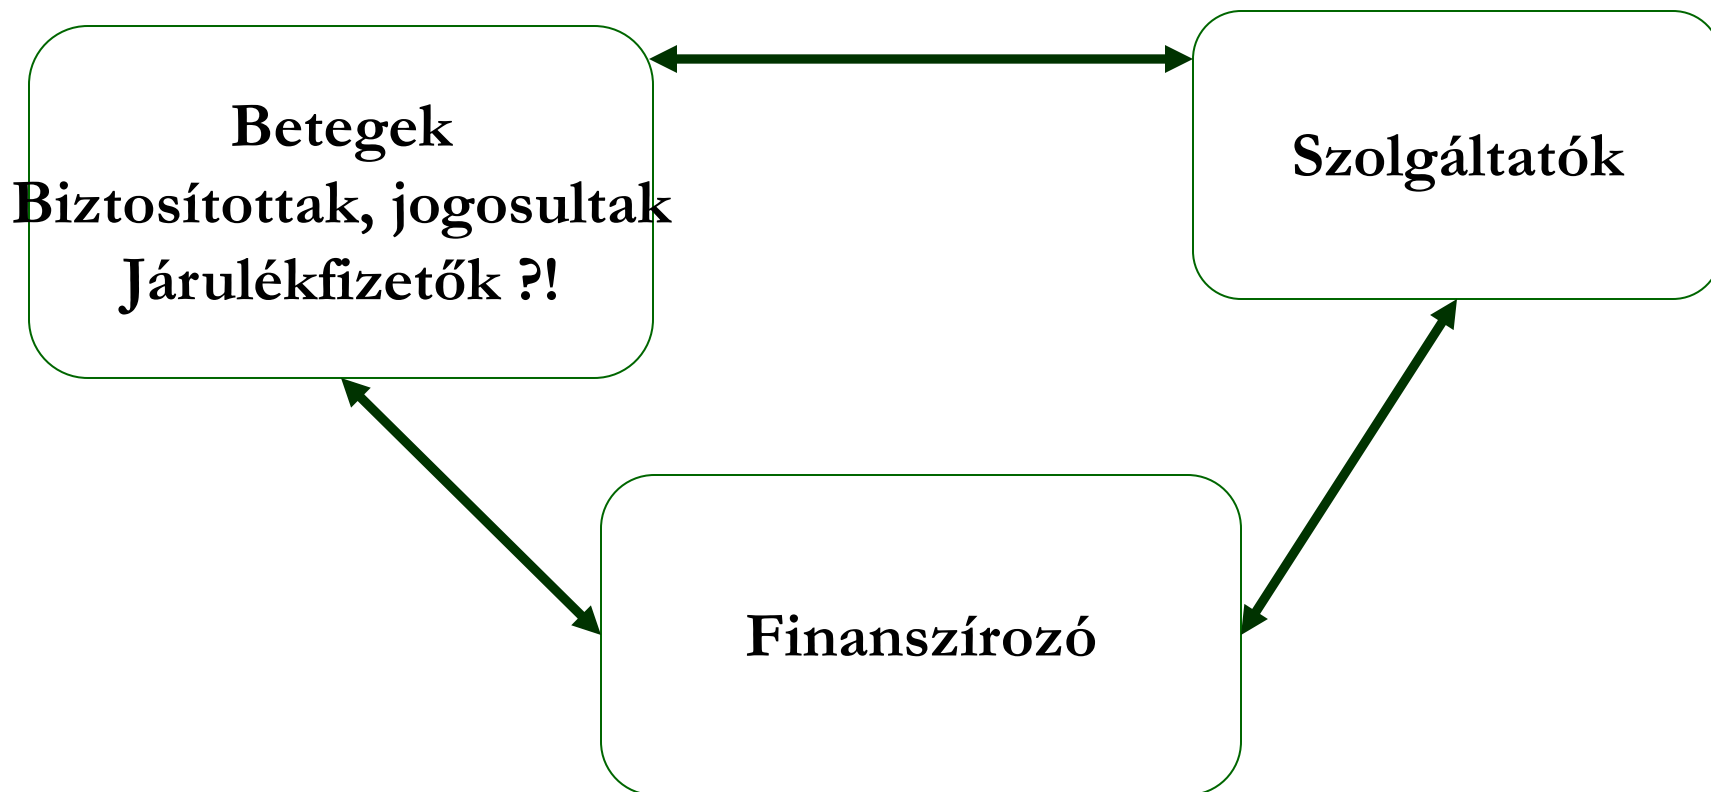 Betegek
Biztosítottak, jogosultak
Járulékfizetők ?!
Szolgáltatók
Finanszírozó